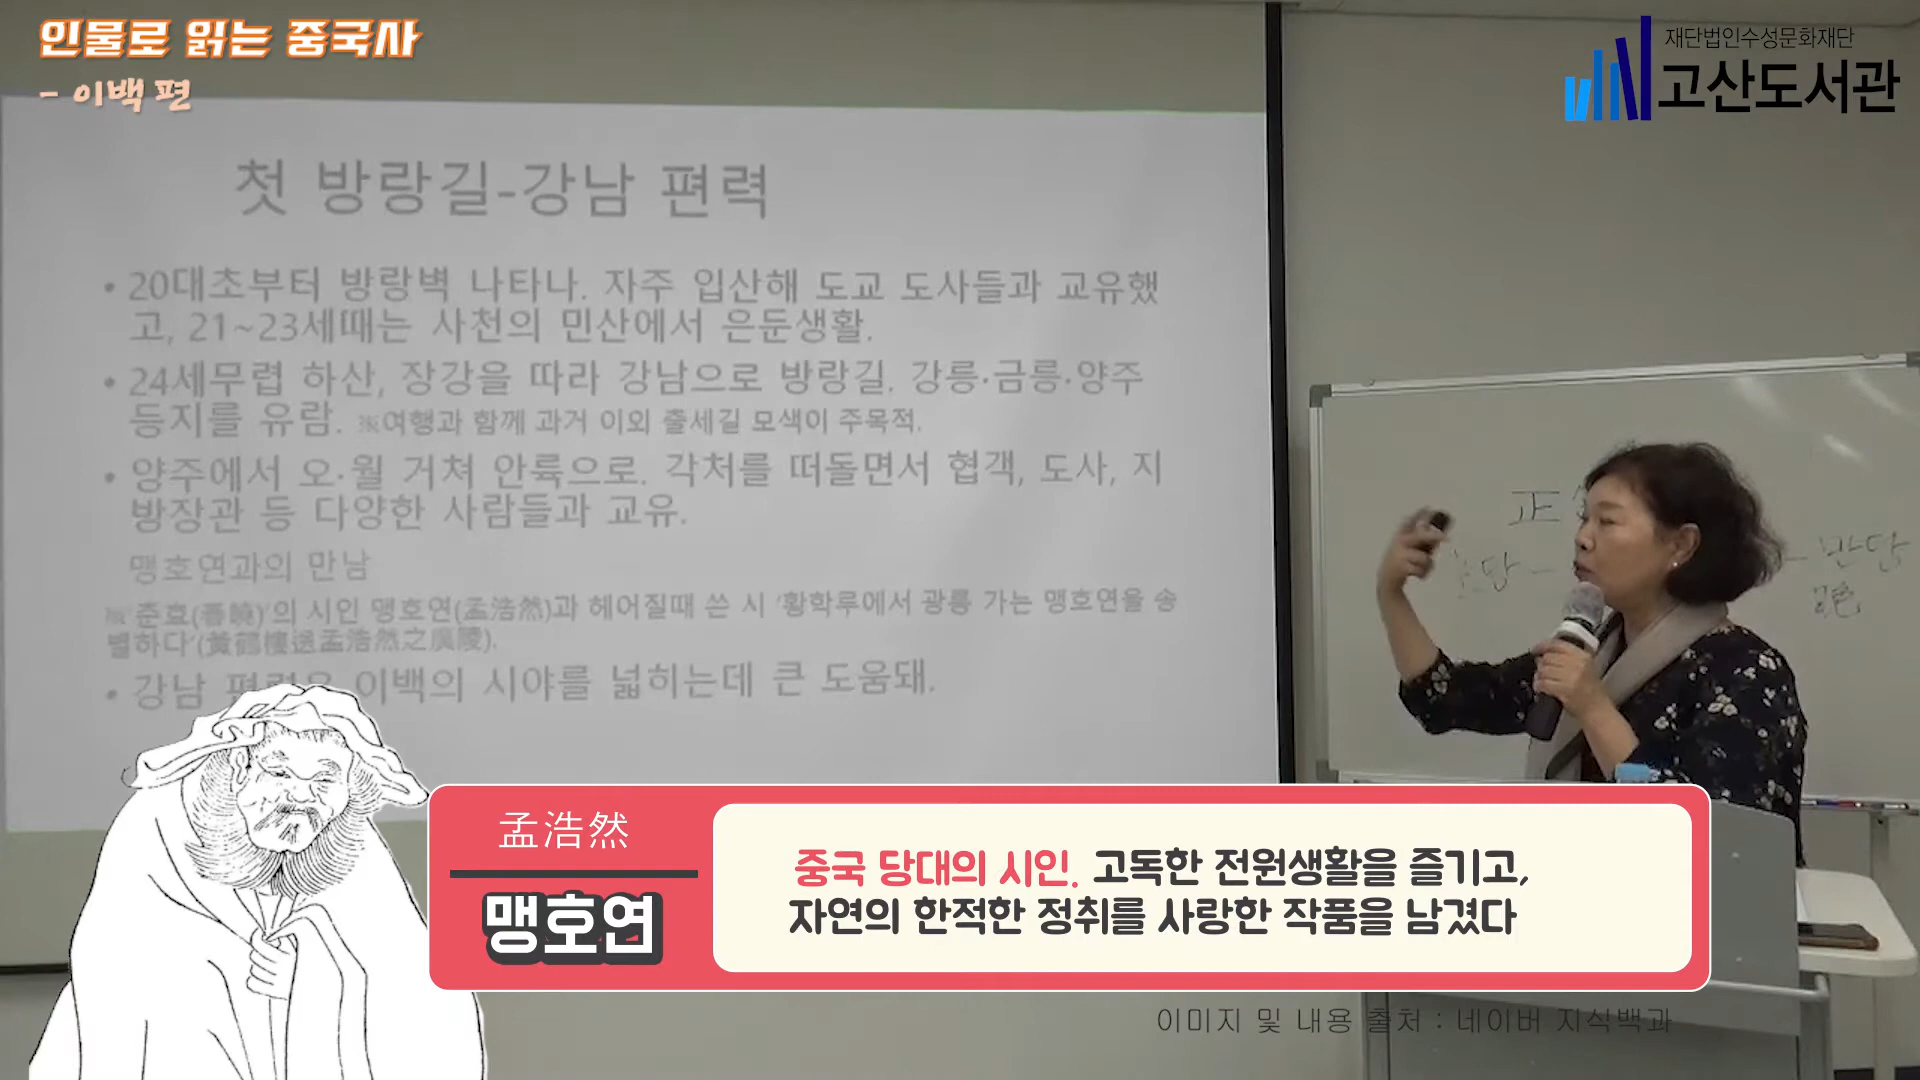 인물로 읽는 중국사
- 이백 편
재단법인수성문화재단
고산도서관
첫 방랑길-강남 편력
• 20대초부터 방랑벽 나타나. 자주 입산해 도교 도사들과 교유했
고, 21~23세때는 사천의 민산에서 은둔생활.
• 24세무렵 하산, 장강을 따라 강남으로 방랑길. 강릉·금릉·양주
등지를 유람. ※여행과 함께 과거 이외 출세길 모색이 주목적.
• 양주에서 오·월 거쳐 안륙으로. 각처를 떠돌면서 협객, 도사, 지
방장관 등 다양한 사람들과 교유.
맹호연과의 만남
※'춘효(春曉)'의 시인 맹호연(孟浩然)과 헤어질때 쓴 시 '황학루에서 광릉 가는 맹호연을 송
별하다'(黃鶴樓送孟浩然之廣陵).
• 강남 편력은 이백의 시야를 넓히는데 큰 도움돼.
正
답 -
- 반답
孟浩然
맹호연
중국 당대의 시인. 고독한 전원생활을 즐기고,
자연의 한적한 정취를 사랑한 작품을 남겼다
이미지 및 내용 출처 : 네이버 지식백과